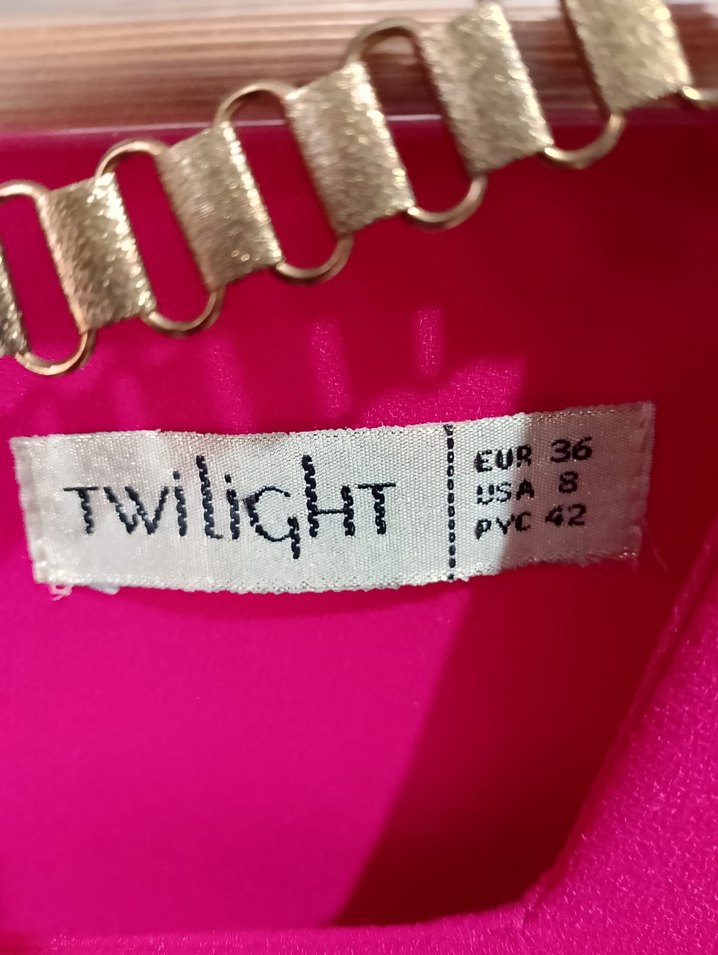 TWiliGHT
EUR 36
USA 8
РУС 42